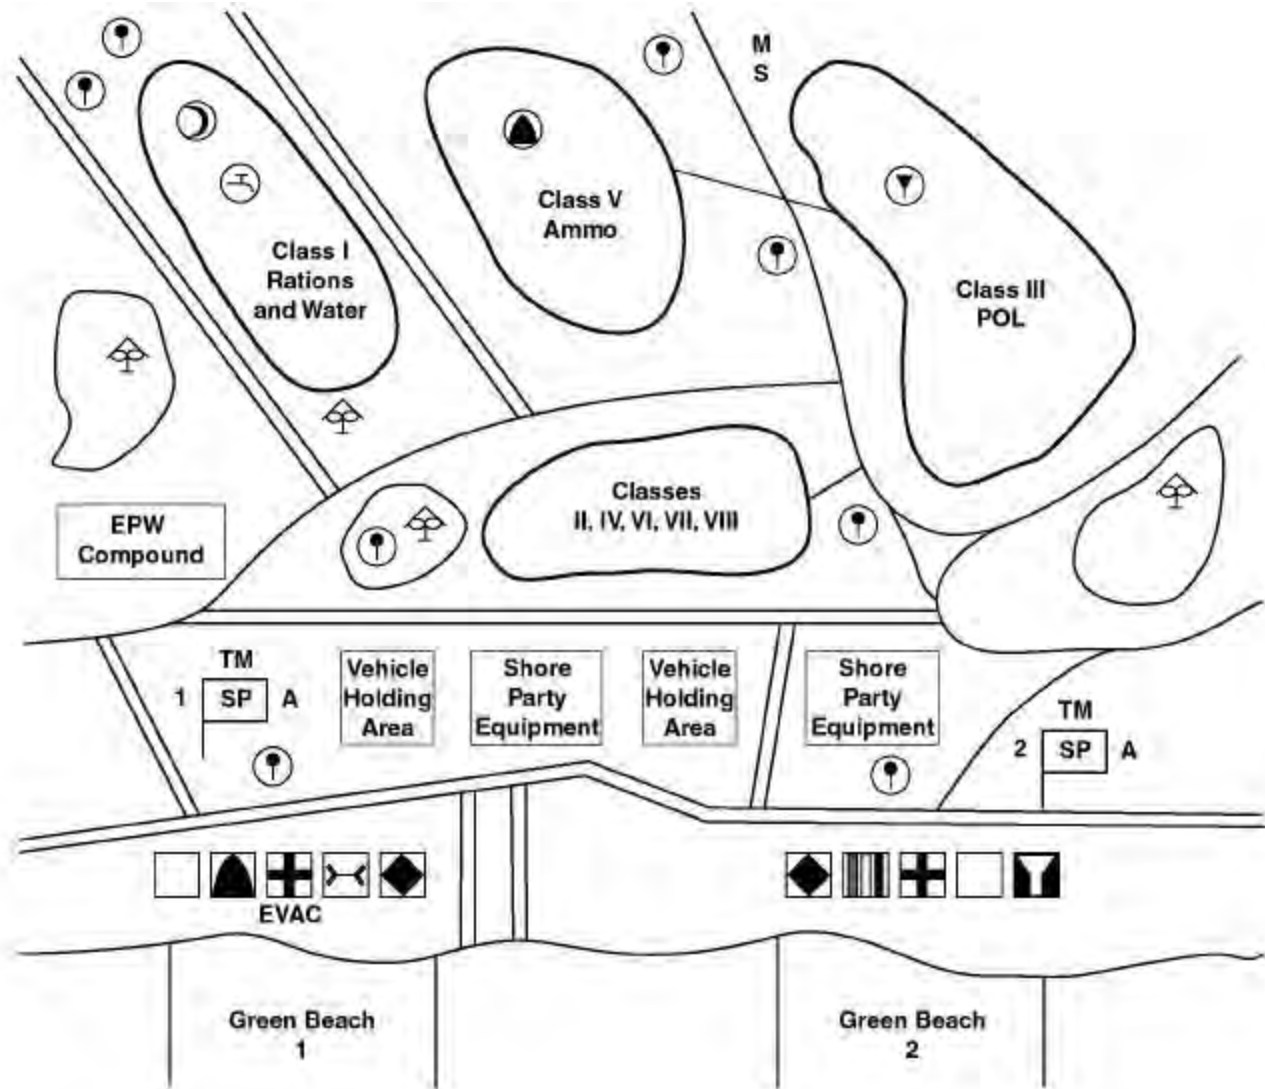 M
S
Class V
Ammo
Class I
Rations
and Water
Class III
POL
Classes
II, IV, VI, VII, VIII
EPW
Compound
TM
1 SP A
Vehicle
Holding
Area
Shore
Party
Equipment
Vehicle
Holding
Area
Shore
Party
Equipment
TM
2 SP A
EVAC
Green Beach
1
Green Beach
2